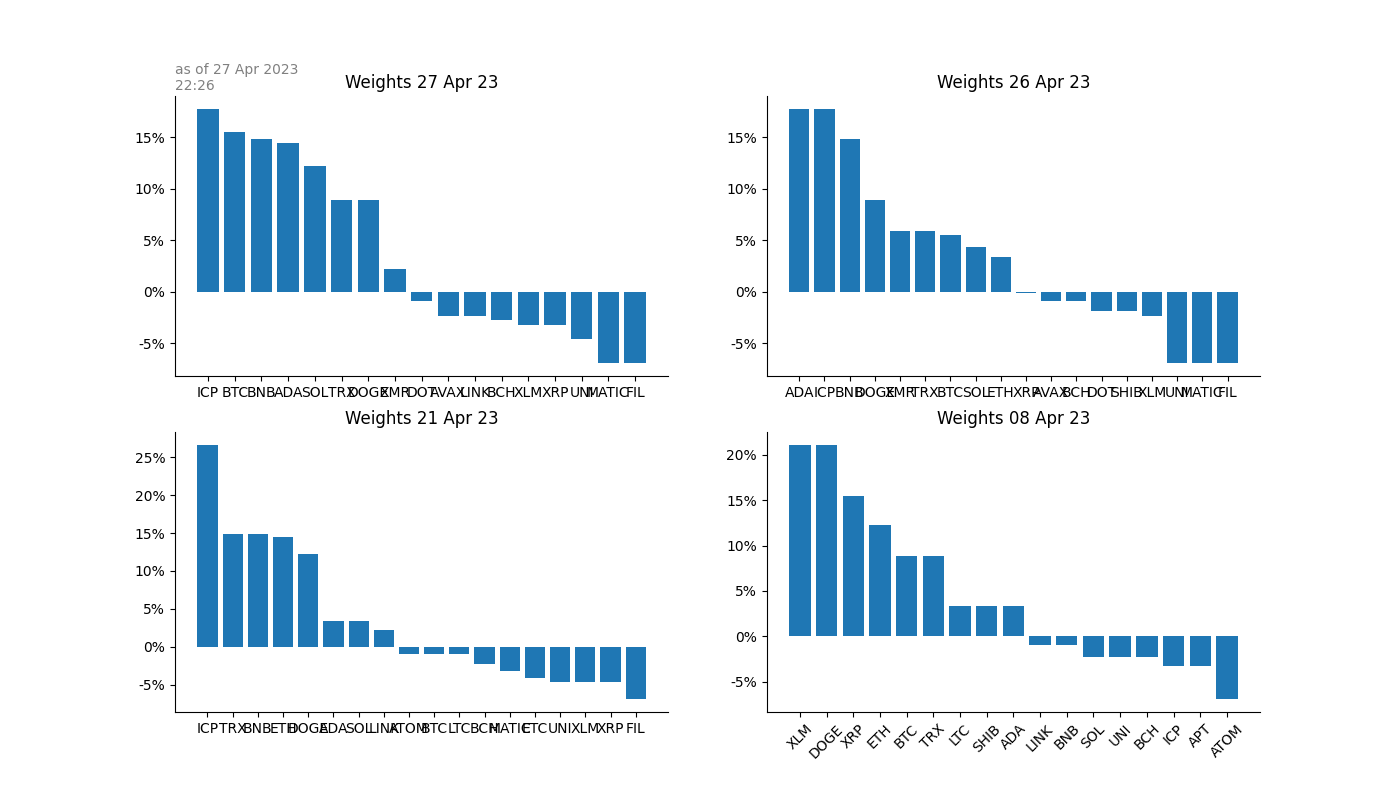 as of 27 Apr 2023
22:26
Weights 27 Apr 23
15%
10%
5%
0%
-5%
ICP BTC BNB ADA SOL TRX DOGE XMR DOT AVAX LINK BCH XLM XRP UNI MATIC FIL
Weights 26 Apr 23
15%
10%
5%
0%
-5%
ADA ICP BNB DOGE XMR TRX BTC SOL ETH XRP AVAX BCH DOT SHIB XLM UNI MATIC FIL
Weights 21 Apr 23
25%
20%
15%
10%
5%
0%
-5%
ICP TRX BNB ETH DOGE ADA SOL LINK ATOM BTC LTC BCH MATIC ETC UNI XLM XRP FIL
Weights 08 Apr 23
20%
15%
10%
5%
0%
-5%
XLM DOGE XRP ETH BTC TRX LTC SHIB ADA LINK BNB SOL UNI BCH ICP APT ATOM